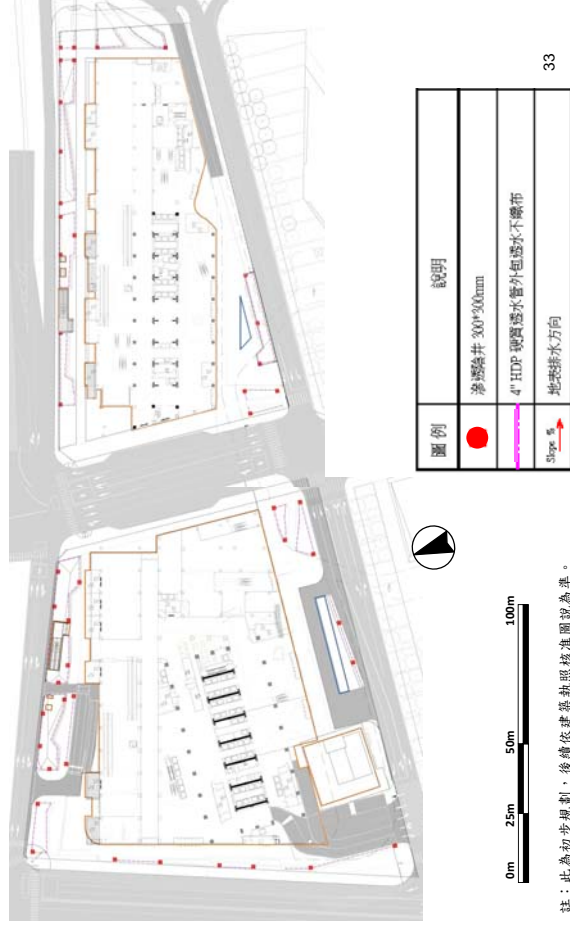 圖例 說明
滲透陰井 300*300mm
4" HDP 硬質透水管外包透水不織布
Slope % 地表排水方向
0m 25m 50m 100m
註：此為初步規劃，後續依建築執照核准圖說為準。
33